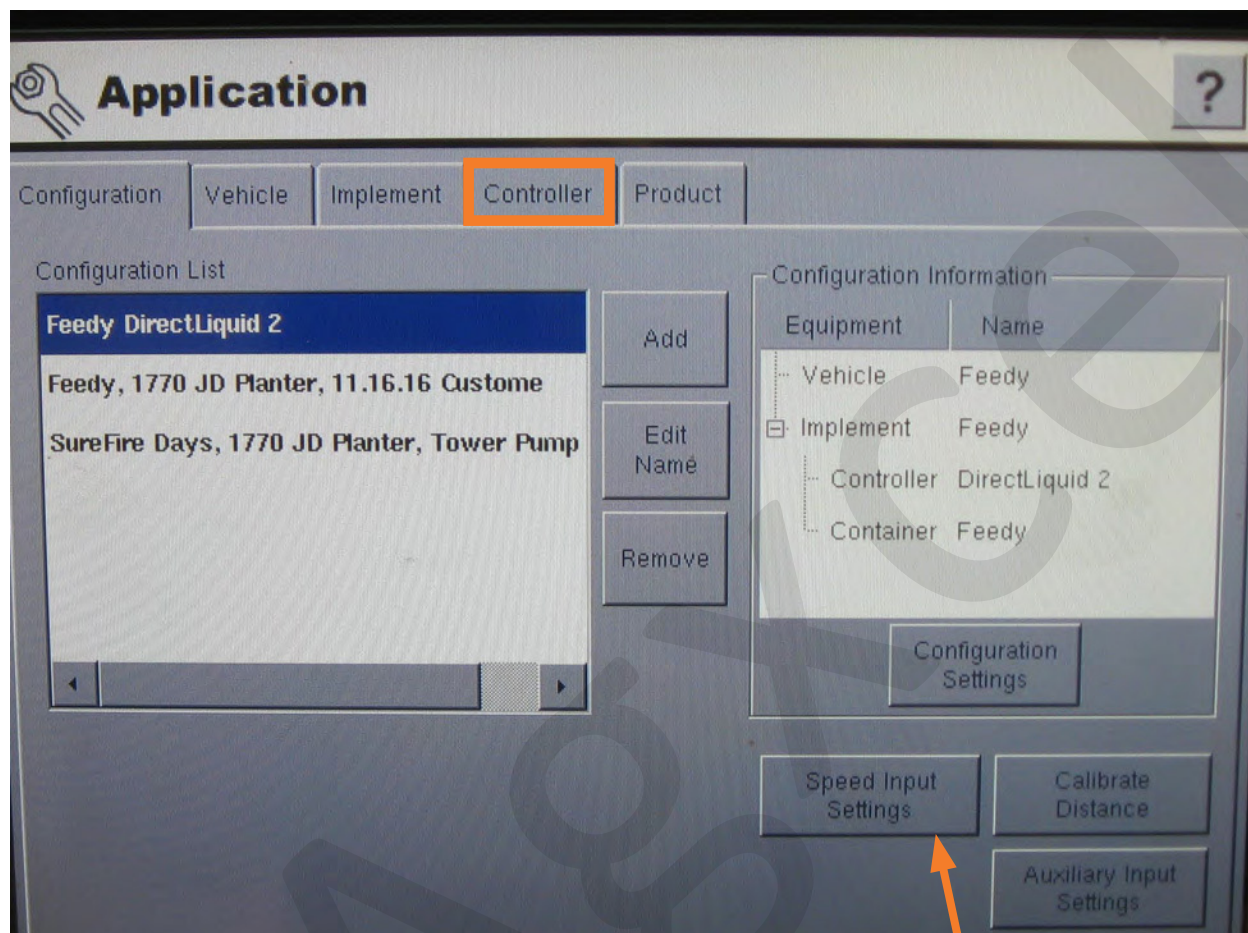 Application
?
Configuration
Vehicle
Implement
Controller
Product
Configuration List
Feedy DirectLiquid 2
Feedy, 1770 JD Planter, 11.16.16 Custome
SureFire Days, 1770 JD Planter, Tower Pump
Add
Edit
Name
Remove
Configuration Information
Equipment Name
Vehicle Feedy
Implement Feedy
Controller DirectLiquid 2
Container Feedy
Configuration
Settings
Speed Input
Settings
Calibrate
Distance
Auxiliary Input
Settings
Agxcel